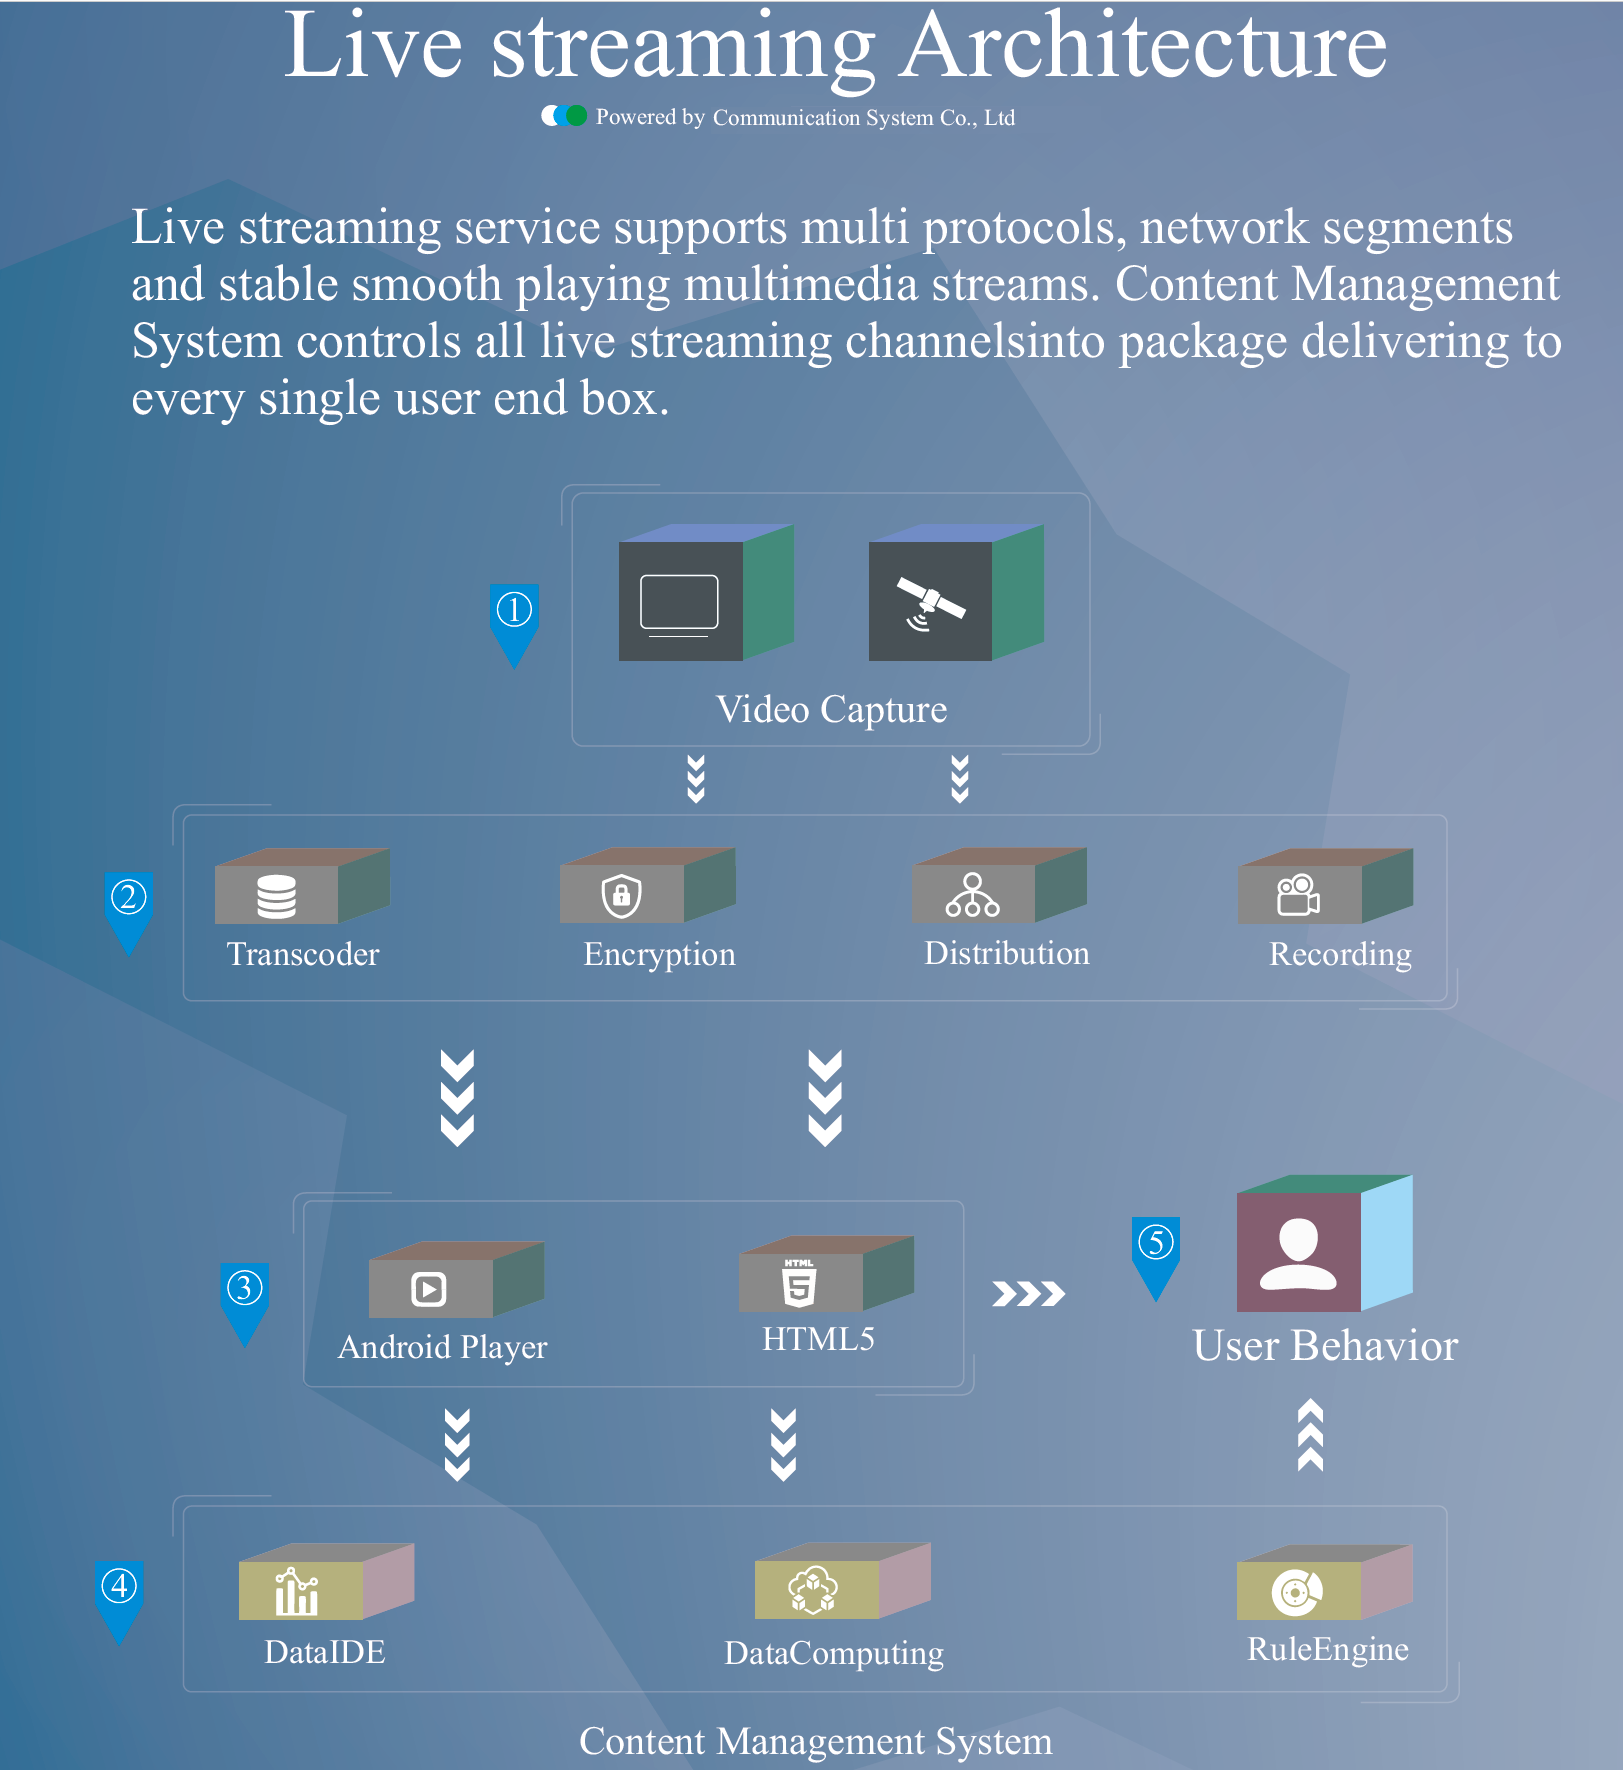 Live streaming Architecture
Powered by Communication System Co., Ltd
Live streaming service supports multi protocols, network segments
and stable smooth playing multimedia streams. Content Management
System controls all live streaming channelsinto package delivering to
every single user end box.
①
Video Capture
②
Transcoder Encryption Distribution Recording
③
HTML
5
Android Player HTML5
⑤
User Behavior
④
DataIDE DataComputing RuleEngine
Content Management System